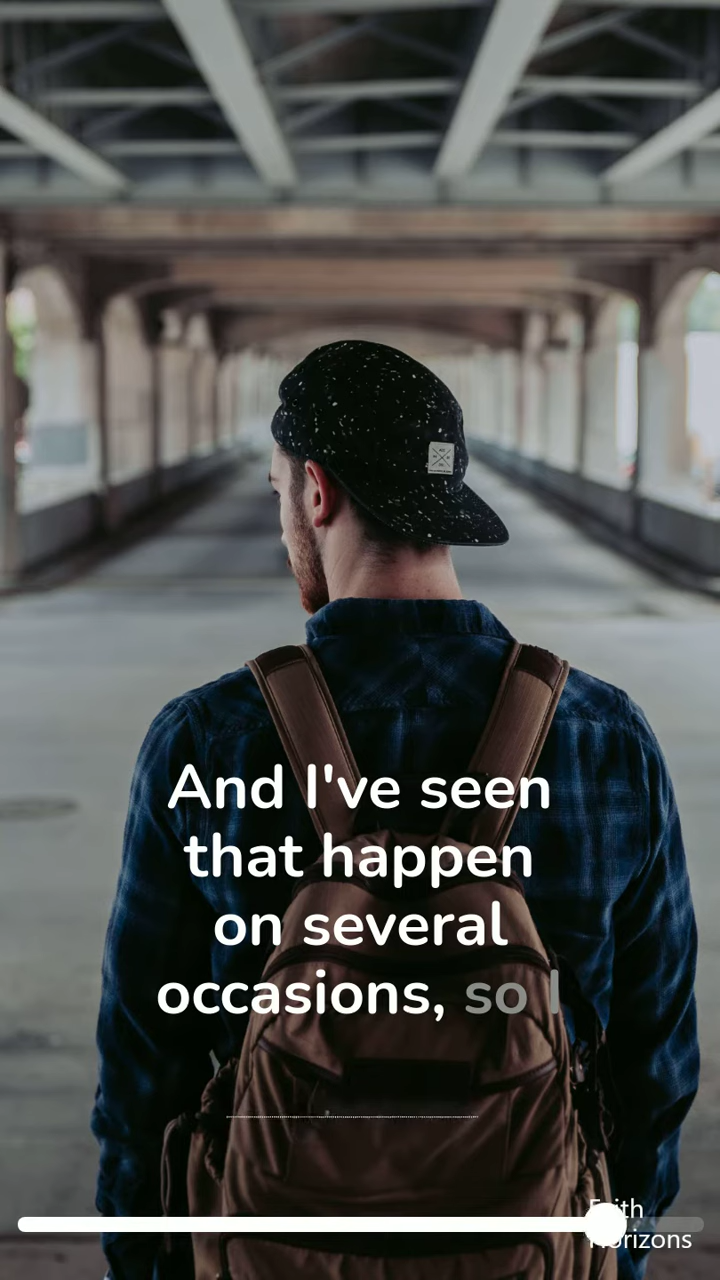 And I've seen
that happen
on several
occasions, so I
Faith
Horizons